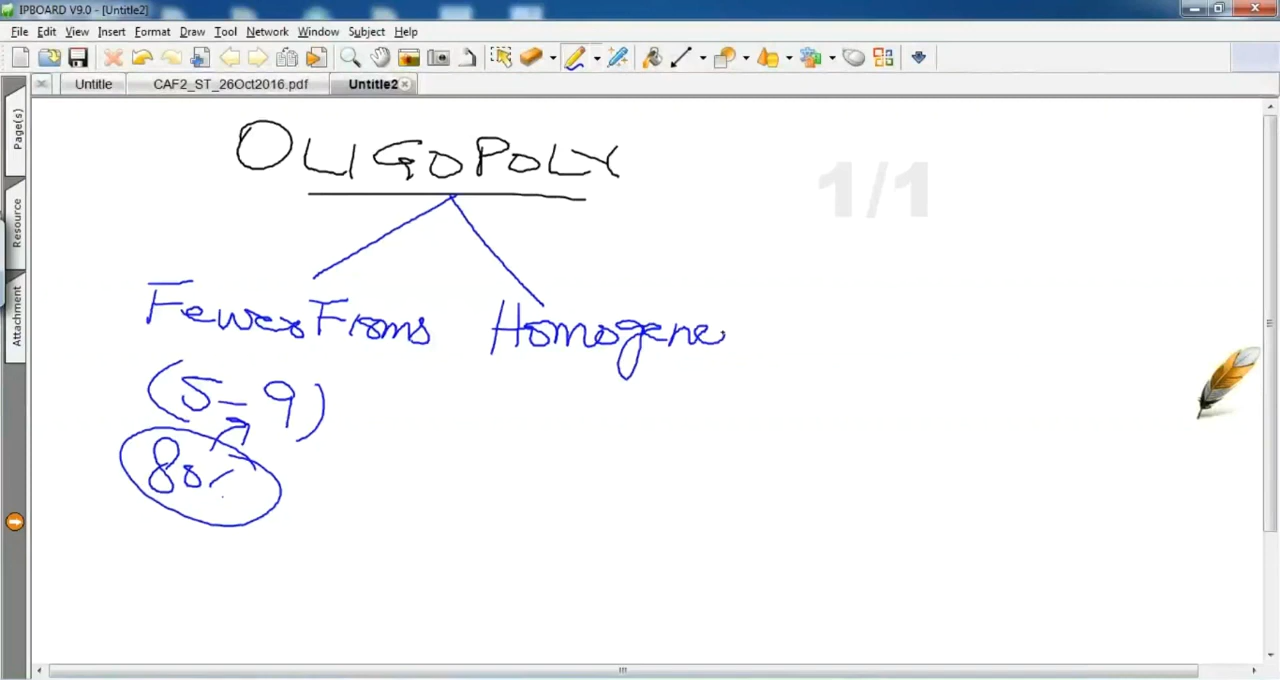 IPBOARD V9.0 - [Untitle2]
File Edit View Insert Format Draw Tool Network Window Subject Help
Untitle CAF2_ST_26Oct2016.pdf Untitle2
Page(s)
Resource
Attachment
1/1
OLIGOPOLY
Fewer Firms Homogene
(5-9)
80%